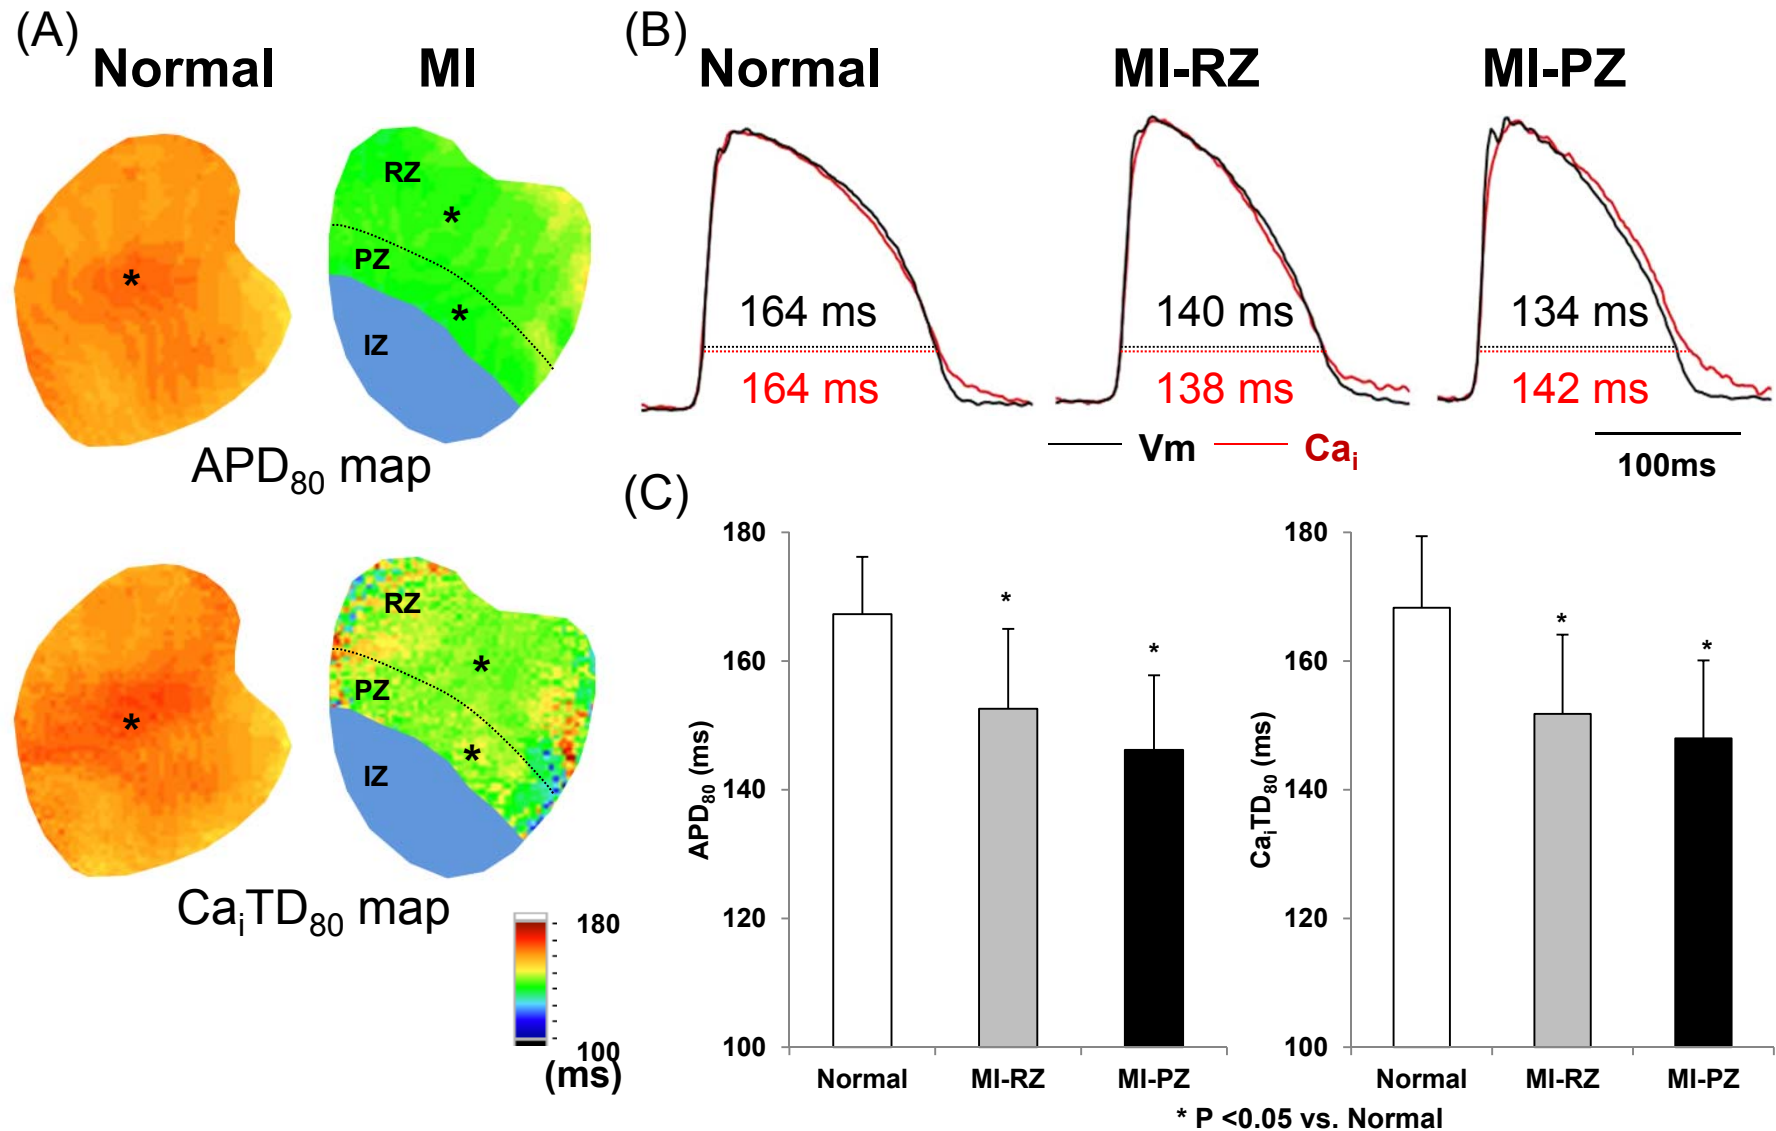 (A)
Normal MI
RZ
*
PZ
*
IZ
*
APD80 map
RZ
*
PZ
*
IZ
*
CaiTD80 map
180
100
(ms)
(B)
Normal MI-RZ MI-PZ
164 ms 140 ms 134 ms
164 ms 138 ms 142 ms
Vm Cai
100ms
(C)
180
160
140
120
100
APD80 (ms)
*
*
Normal MI-RZ MI-PZ
180
160
140
120
100
CaiTD80 (ms)
*
*
Normal MI-RZ MI-PZ
* P <0.05 vs. Normal